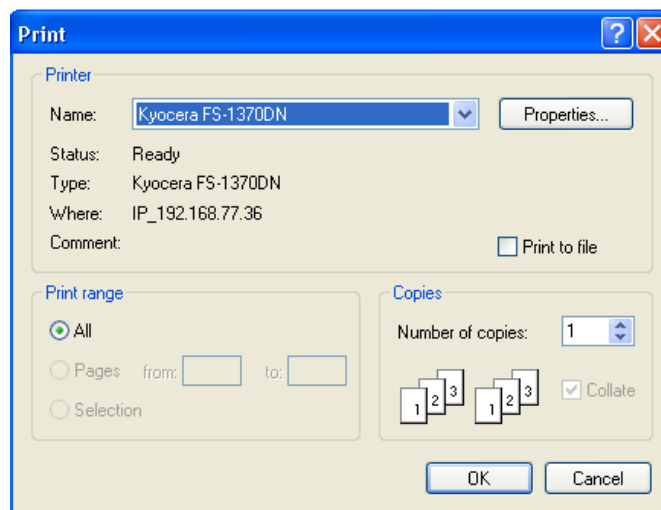 Print
Printer
Name: Kyocera FS-1370DN Properties...
Status: Ready
Type: Kyocera FS-1370DN
Where: IP_192.168.77.36
Comment: Print to file
Print range
All
Pages from: to:
Selection
Copies
Number of copies: 1
1 2 3 1 2 3 Collate
OK Cancel